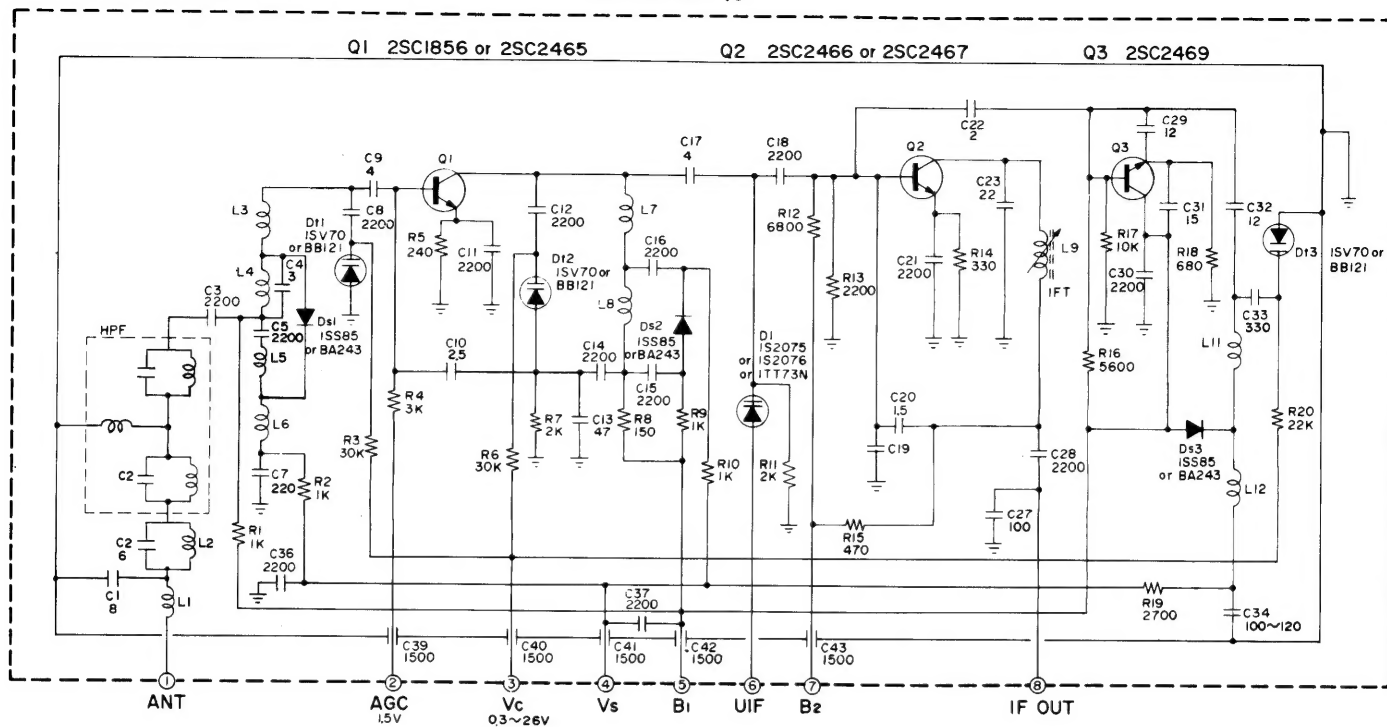 Q1 2SC1856 or 2SC2465
Q2 2SC2466 or 2SC2467
Q3 2SC2469
C22
2
C29
12
C17
4
C18
2200
C9
4
Q1
Q2
Q3
C23
22
L3
Dt1
1SV70
or BB121
C8
2200
C12
2200
L7
R12
6800
R17
10K
C31
15
C32
12
R5
240
C11
2200
C16
2200
R13
2200
C21
2200
R14
330
L9
IFT
C30
2200
R18
680
Dt3
1SV70 or
BB121
C4
3
L4
C3
2200
Dt2
1SV70 or
BB121
L8
Ds2
1SS85
or BA243
C33
330
HPF
C5
2200
L5
Ds1
1SS85
or BA243
D1
1S2075
or 1S2076
or 1TT73N
L11
C10
2.5
C14
2200
C15
2200
R16
5600
L6
R4
3K
R7
2K
C13
47
R8
150
R9
1K
C20
1.5
R20
22K
R3
30K
R6
30K
C19
Ds3
1SS85
or BA243
C2
C7
220
R2
1K
R10
1K
R11
2K
C28
2200
L12
C27
100
C2
6
L2
R1
1K
R15
470
C36
2200
C1
8
L1
C37
2200
R19
2700
C34
100~120
C39
1500
C40
1500
C41
1500
C42
1500
C43
1500
1 2 3 4 5 6 7 8
ANT AGC Vc Vs B1 UIF B2 IF OUT
1.5V 0.3~26V